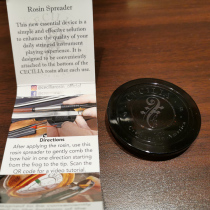 Rosin Spreader
This new essential device is a
simple and effective solution
to enhance the quality of your
daily stringed instrument
playing experience. It is
designed to be conveniently
attached to the bottom of the
CECILIA rosin after each use.
Directions
After applying the rosin, use this
rosin spreader to gently comb the
bow hair in one direction starting
from the frog to the tip. Scan the
QR code for a video tutorial.